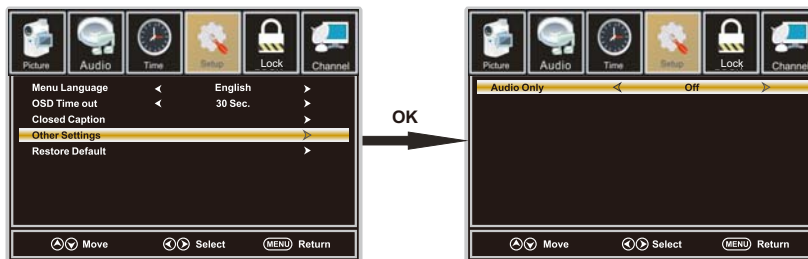 Picture Audio Time Setup Lock Channel
Menu Language English
OSD Time out 30 Sec.
Closed Caption
Other Settings
Restore Default
Move Select MENU Return
OK
Picture Audio Time Setup Lock Channel
Audio Only Off
Move Select MENU Return